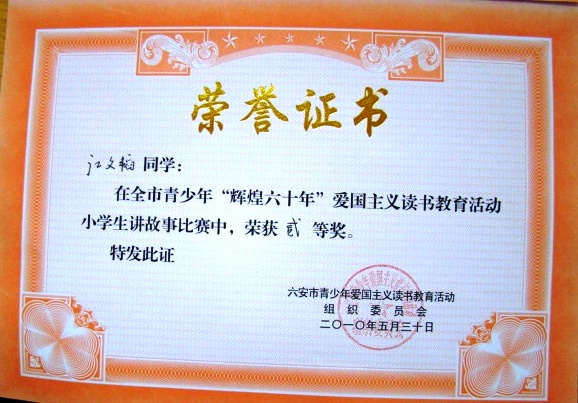 荣誉证书
江文韬同学：
在全市青少年“辉煌六十年”爱国主义读书教育活动
小学生讲故事比赛中，荣获 贰 等奖。
特发此证
六安市青少年爱国主义读书教育活动
组织委员会
二〇一〇年五月三十日